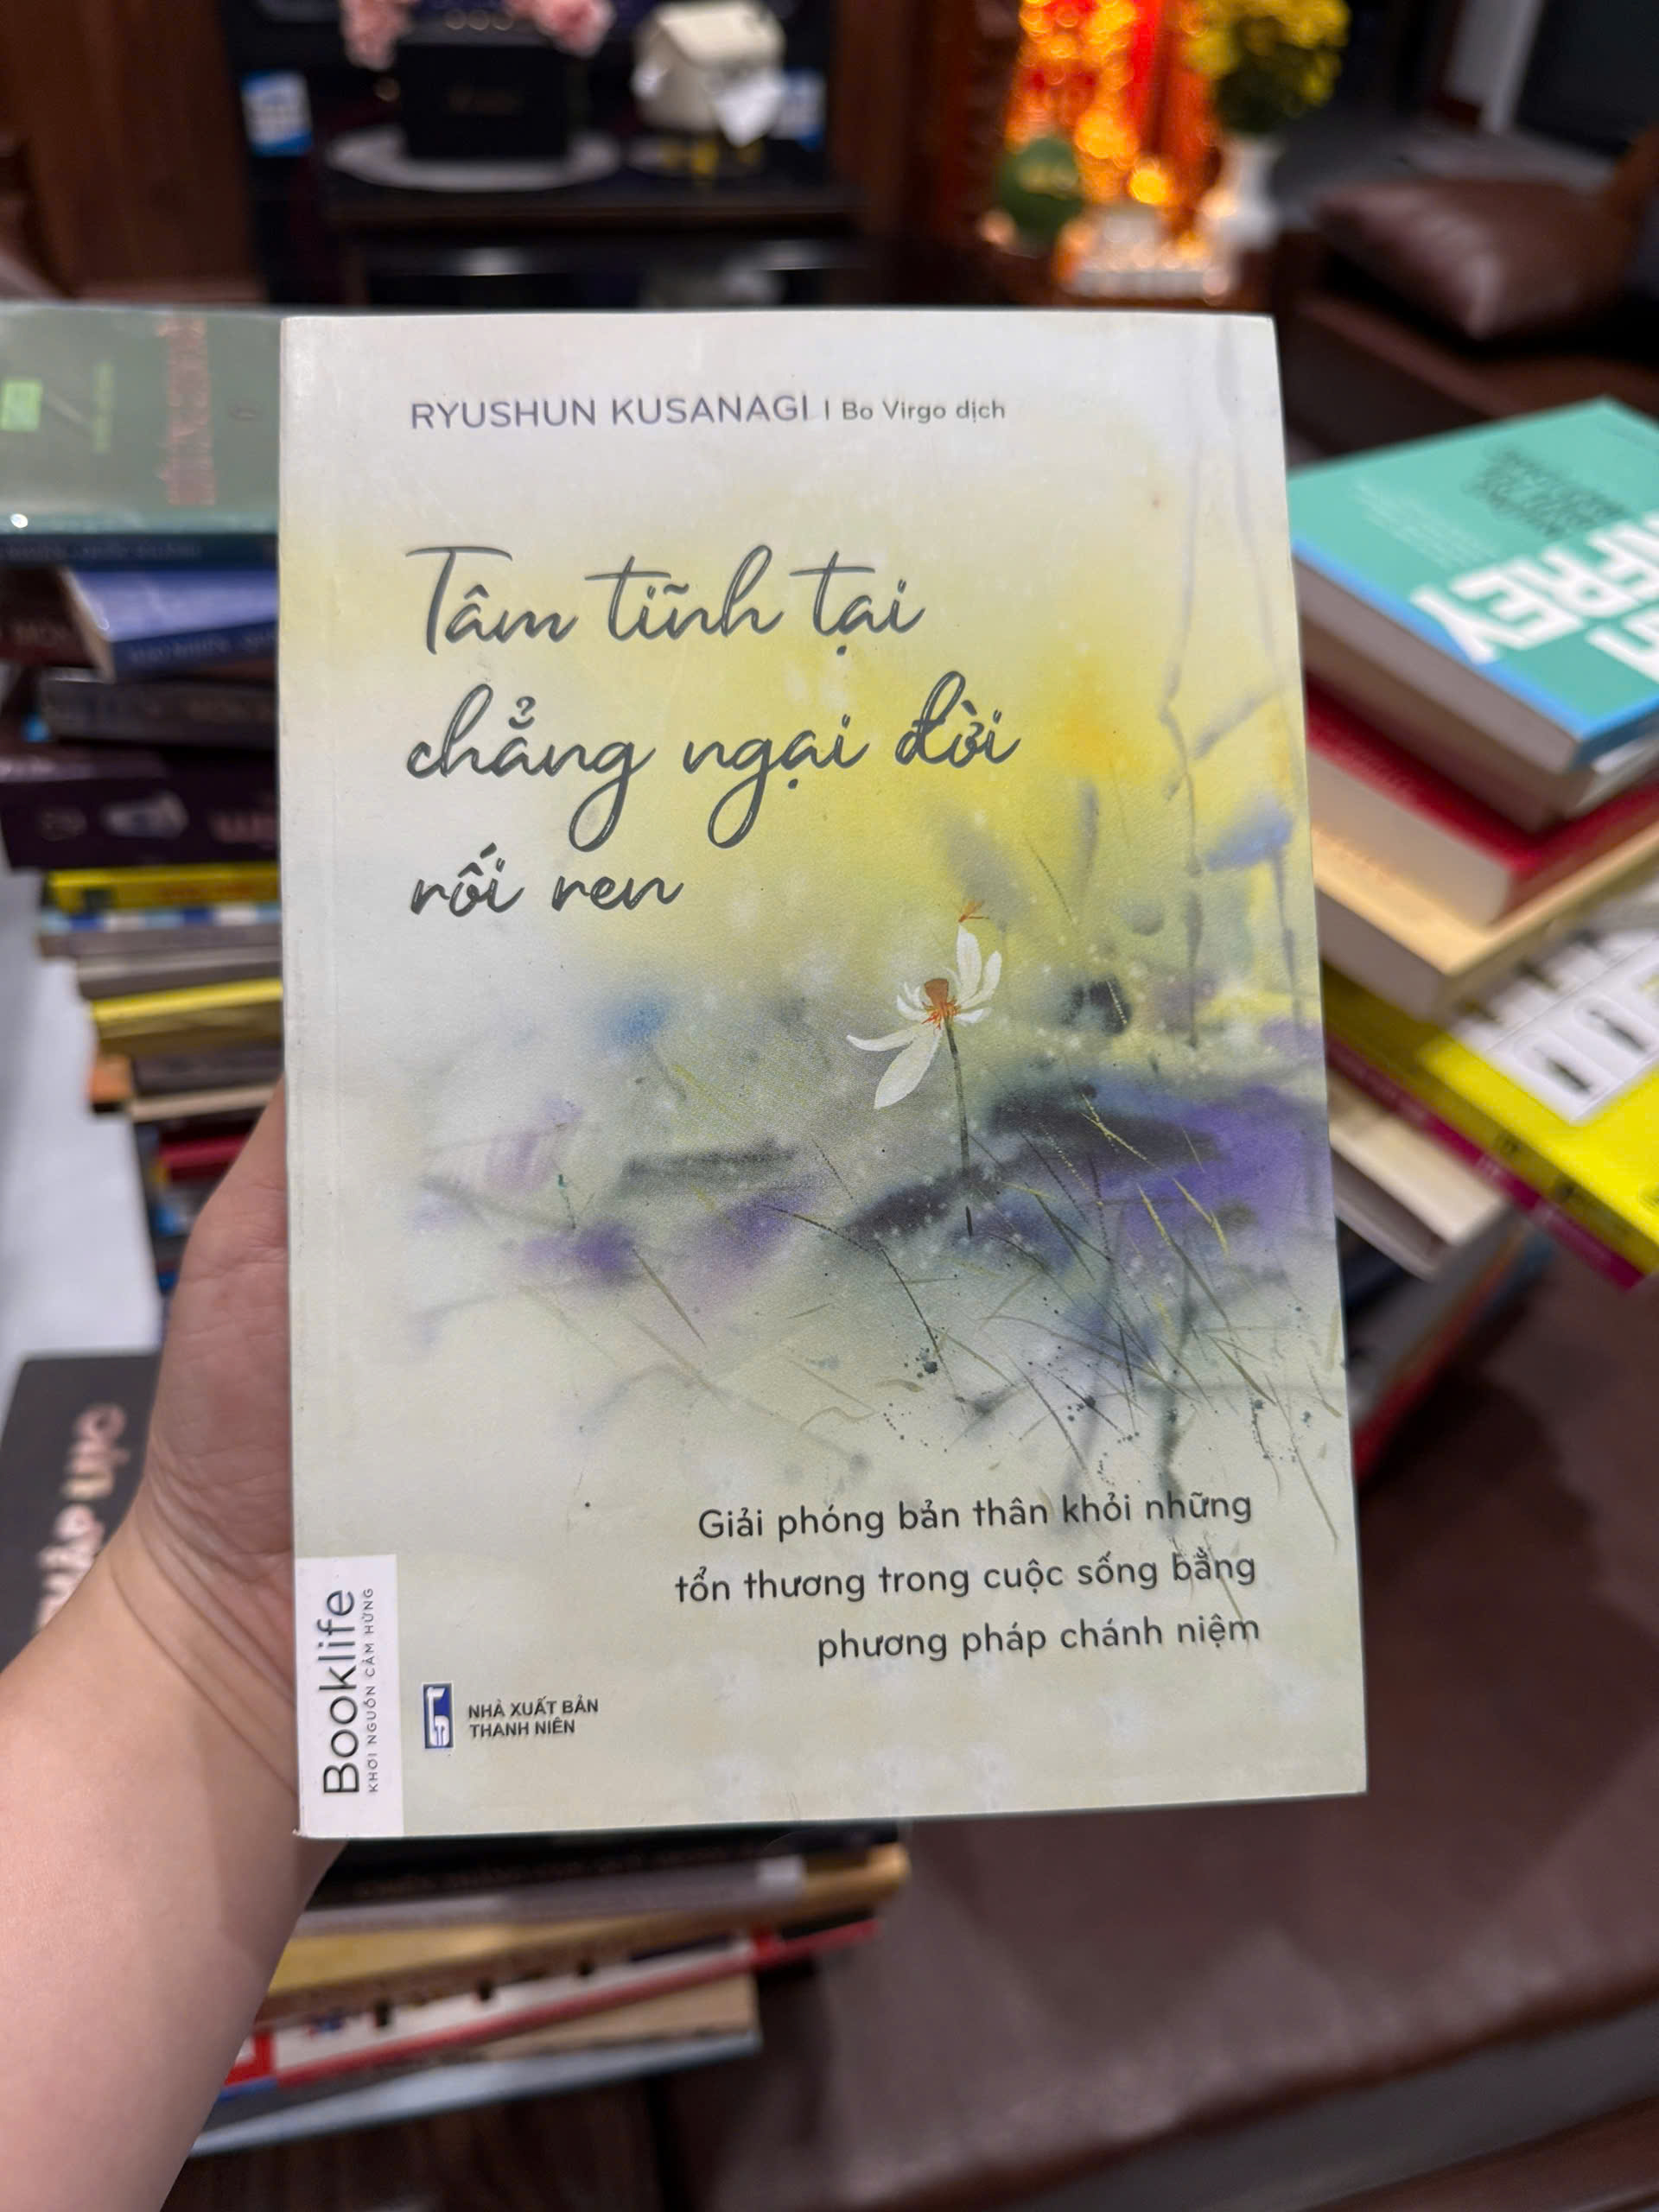 RYUSHUN KUSANAGI | Bo Virgo dịch
Tâm tĩnh tại
chẳng ngại đời
rối ren
Giải phóng bản thân khỏi những
tổn thương trong cuộc sống bằng
phương pháp chánh niệm
Booklife
KHƠI NGUỒN CẢM HỨNG
NHÀ XUẤT BẢN
THANH NIÊN